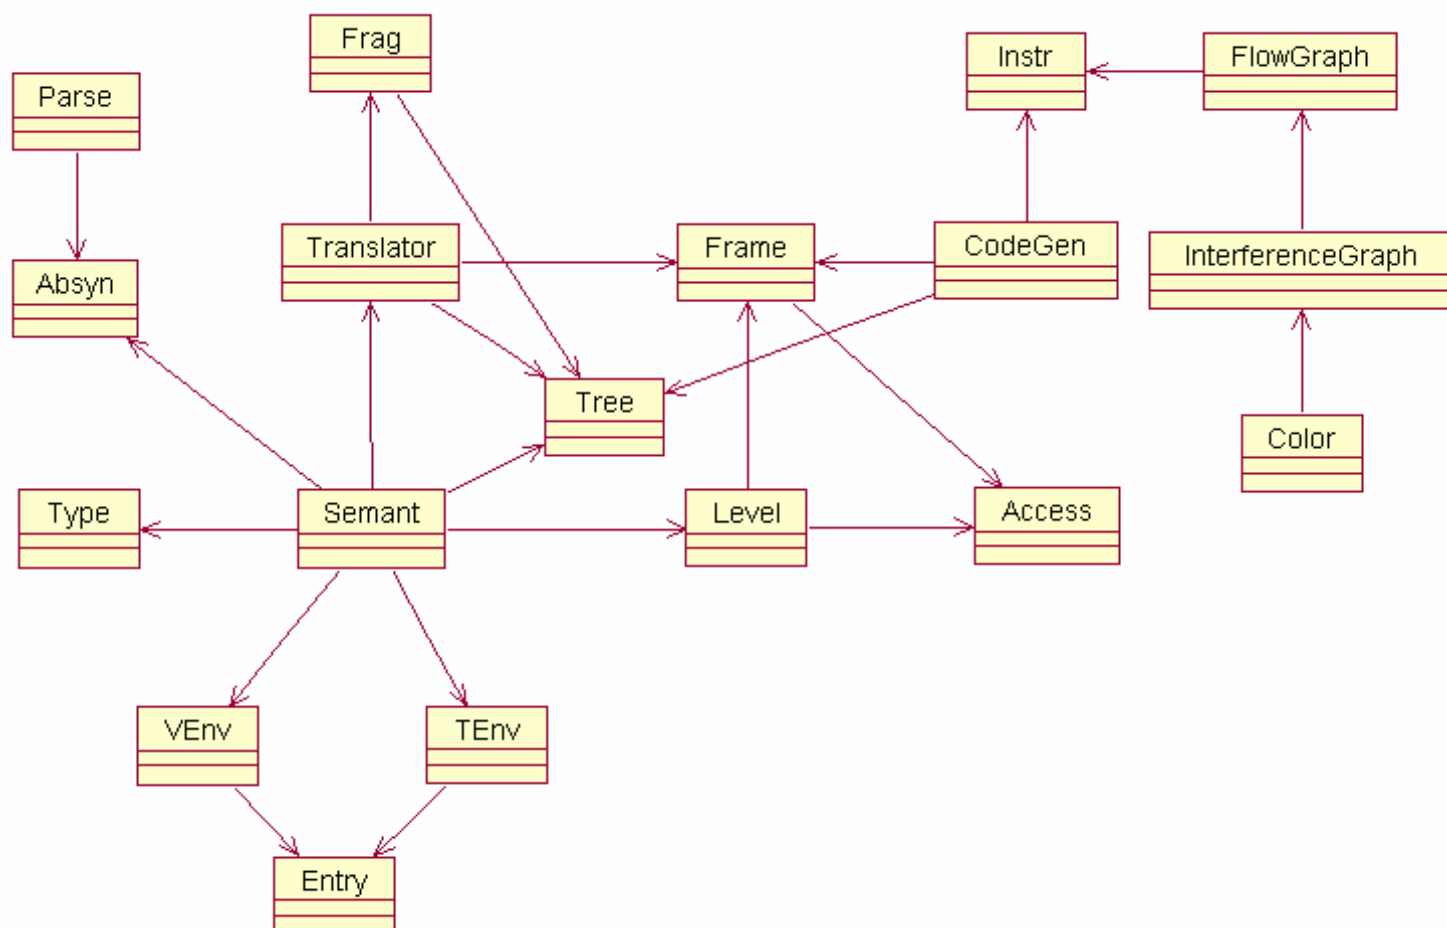 Frag
Instr
FlowGraph
Parse
Translator
Frame
CodeGen
InterferenceGraph
Absyn
Tree
Color
Type
Semant
Level
Access
VEnv
TEnv
Entry